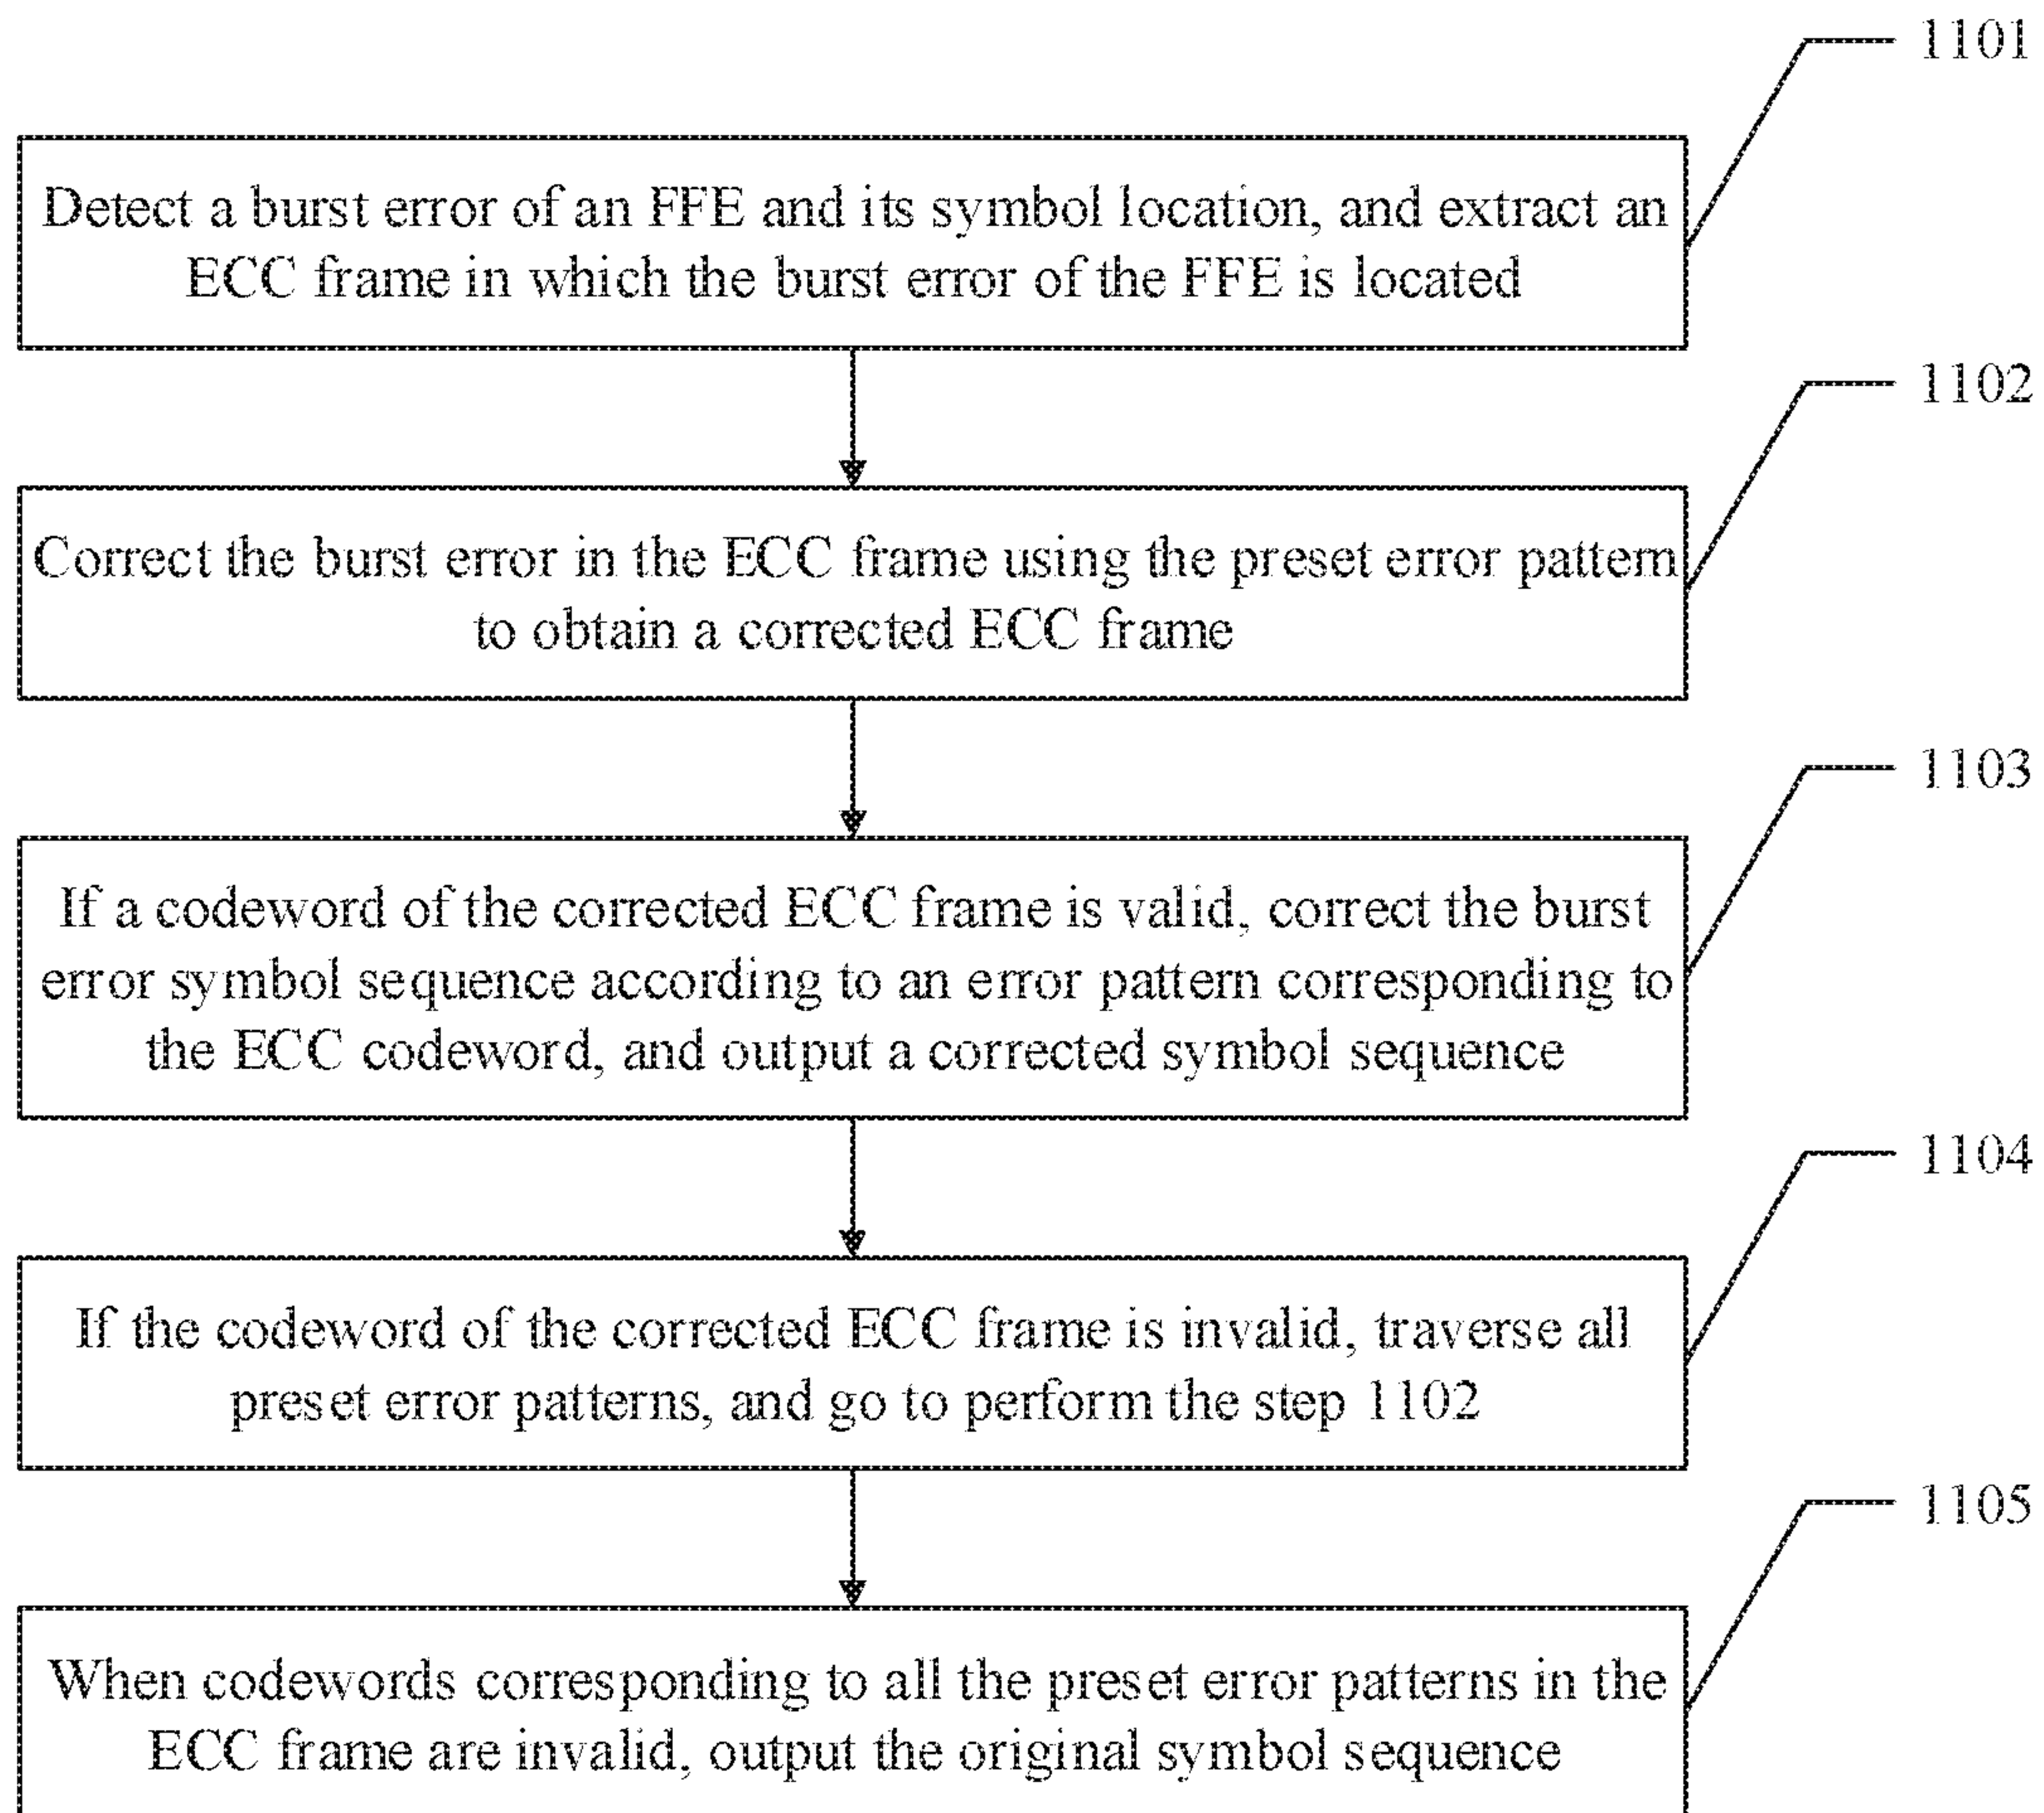 1101
Detect a burst error of an FFE and its symbol location, and extract an
ECC frame in which the burst error of the FFE is located
1102
Correct the burst error in the ECC frame using the preset error pattern
to obtain a corrected ECC frame
1103
If a codeword of the corrected ECC frame is valid, correct the burst
error symbol sequence according to an error pattern corresponding to
the ECC codeword, and output a corrected symbol sequence
1104
If the codeword of the corrected ECC frame is invalid, traverse all
preset error patterns, and go to perform the step 1102
1105
When codewords corresponding to all the preset error patterns in the
ECC frame are invalid, output the original symbol sequence